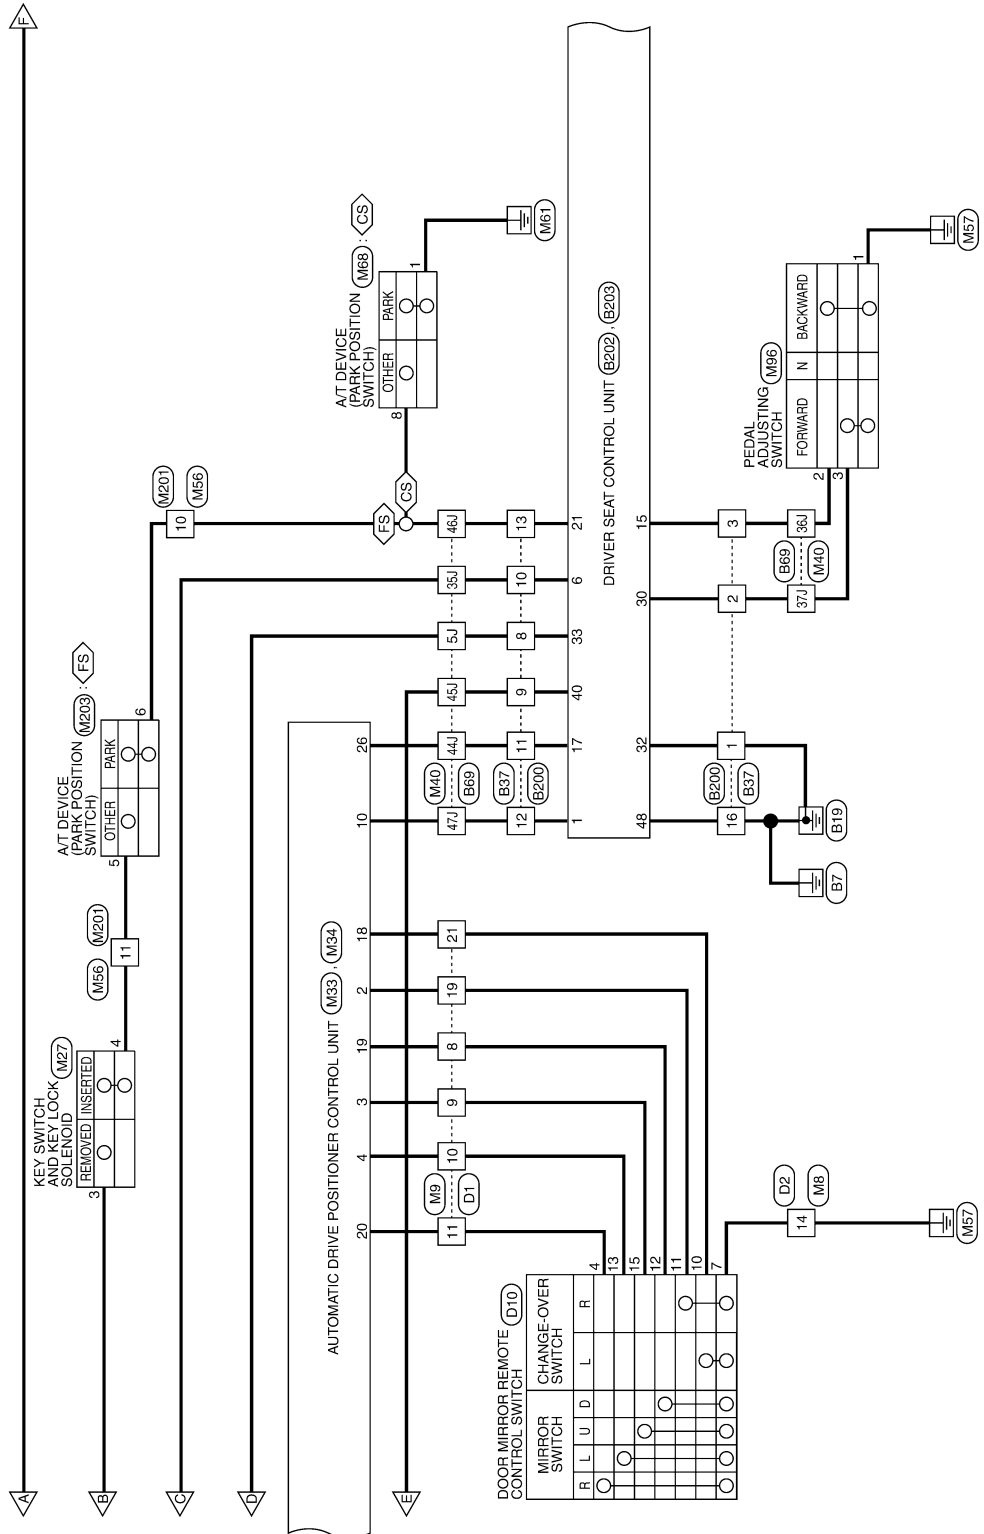 A
F
KEY SWITCH
AND KEY LOCK
SOLENOID
M27
REMOVED
INSERTED
3
4
B
M56
M201
11
A/T DEVICE
(PARK POSITION
SWITCH)
M203 : FS
OTHER
PARK
5
6
M201
M56
10
A/T DEVICE
(PARK POSITION
SWITCH)
M68 : CS
OTHER
PARK
8
1
M61
FS
CS
C
D
E
AUTOMATIC DRIVE POSITIONER CONTROL UNIT M33 , M34
20
4
3
19
2
18
10
26
M9
D1
11
10
9
8
19
21
M40
B69
47J
44J
45J
5J
35J
46J
B37
B200
12
11
9
8
10
13
1
17
40
33
6
21
DRIVER SEAT CONTROL UNIT B202 , B203
48
32
30
15
B200
B37
16
1
2
3
B69
M40
37J
36J
B7
B19
PEDAL
ADJUSTING
SWITCH
M96
FORWARD
N
BACKWARD
2
3
1
M57
DOOR MIRROR REMOTE
CONTROL SWITCH
D10
MIRROR
SWITCH
CHANGE-OVER
SWITCH
R
L
U
D
L
R
4
13
15
12
11
10
7
D2
M8
14
M57